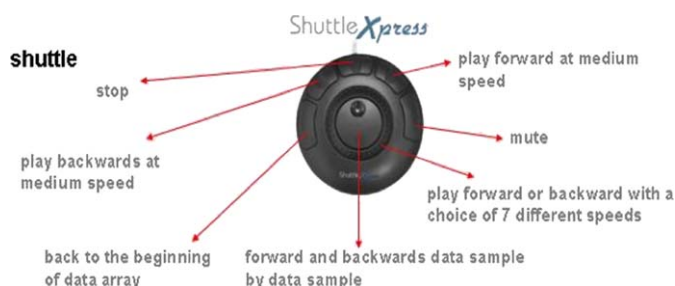 ShuttleXpress
shuttle
stop
play forward at medium
speed
mute
play backwards at
medium speed
play forward or backward with a
choice of 7 different speeds
back to the beginning
of data array
forward and backwards data sample
by data sample
ShuttleXpress